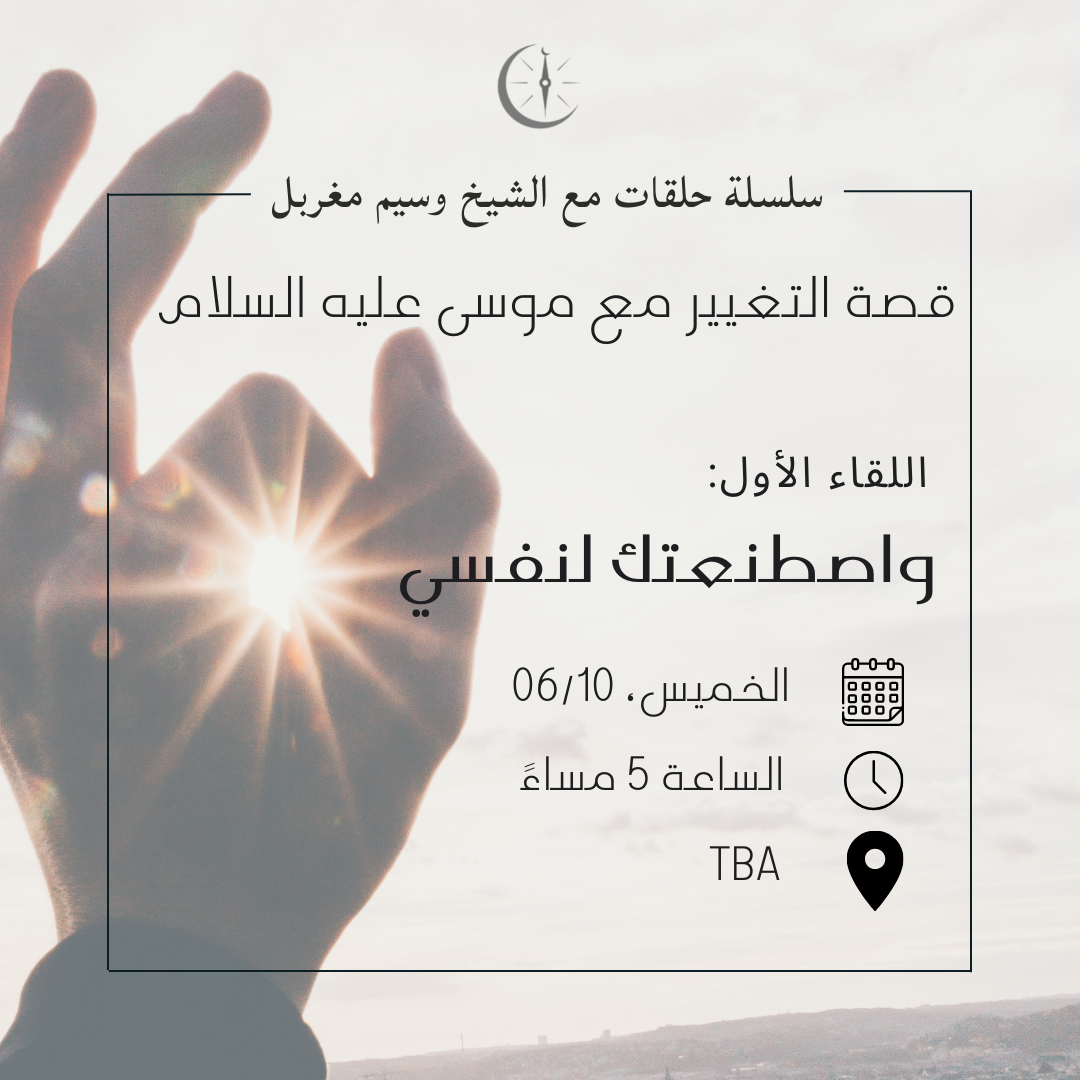 سلسلة حلقات مع الشيخ وسيم مغربل
قصة التغيير مع موسى عليه السلام
اللقاء الأول:
واصطنعتك لنفسي
الخميس، 06/10
الساعة 5 مساءً
TBA